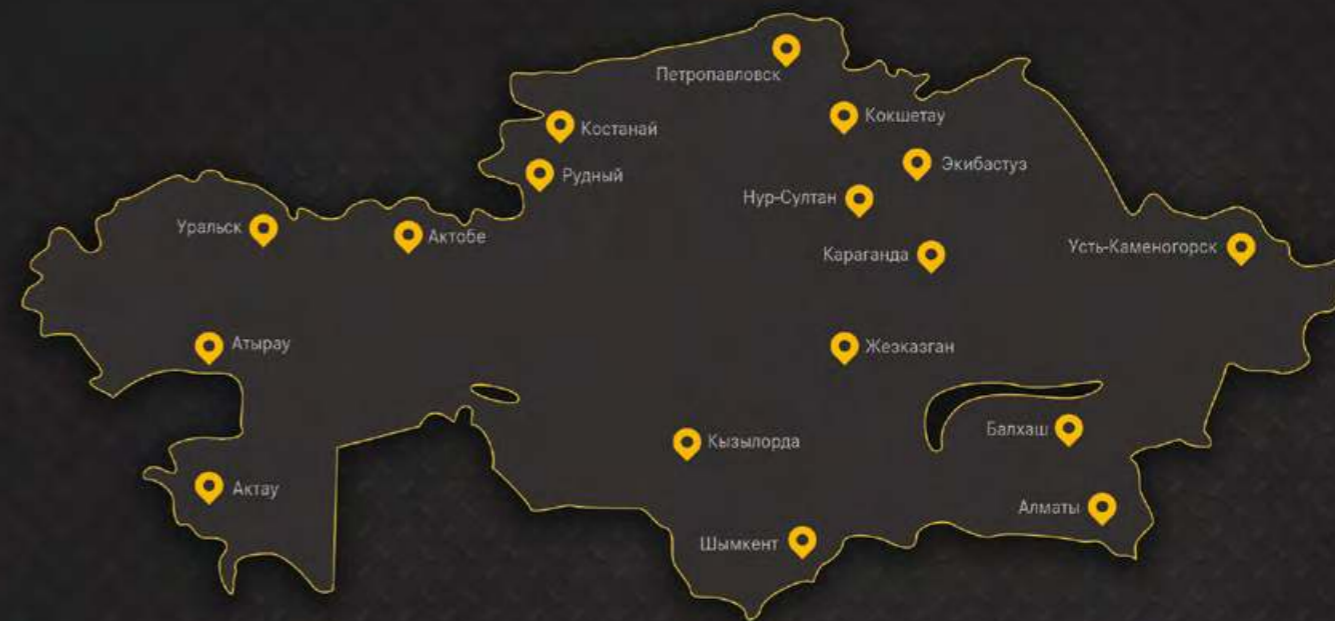 Петропавловск
Кокшетау
Костанай
Экибастуз
Рудный
Нур-Султан
Уральск
Актобе
Караганда
Усть-Каменогорск
Атырау
Жезказган
Балхаш
Кызылорда
Актау
Алматы
Шымкент